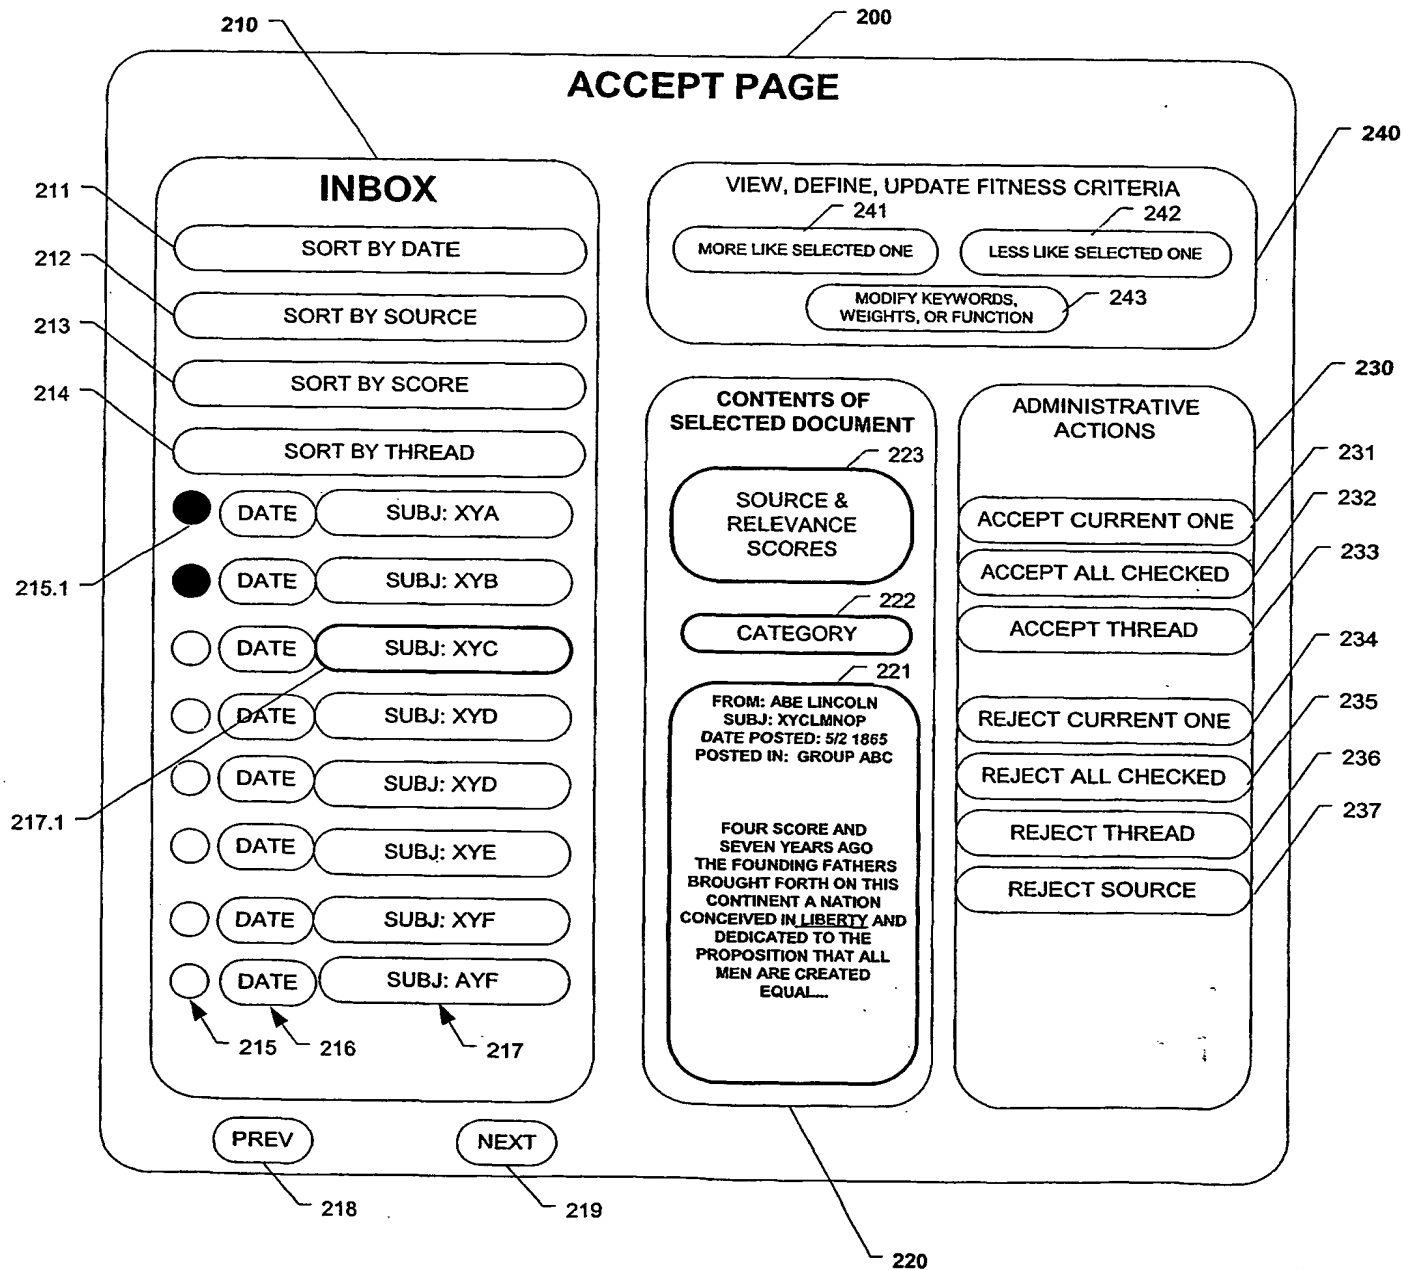 210
200
ACCEPT PAGE
240
INBOX
211
SORT BY DATE
212
SORT BY SOURCE
213
SORT BY SCORE
214
SORT BY THREAD
DATE SUBJ: XYA
215.1
DATE SUBJ: XYB
DATE SUBJ: XYC
DATE SUBJ: XYD
DATE SUBJ: XYD
217.1
DATE SUBJ: XYE
DATE SUBJ: XYF
DATE SUBJ: AYF
215 216 217
PREV NEXT
218 219
VIEW, DEFINE, UPDATE FITNESS CRITERIA
241 242
MORE LIKE SELECTED ONE LESS LIKE SELECTED ONE
243
MODIFY KEYWORDS,
WEIGHTS, OR FUNCTION
CONTENTS OF
SELECTED DOCUMENT
223
SOURCE &
RELEVANCE
SCORES
222
CATEGORY
221
FROM: ABE LINCOLN
SUBJ: XYCLMNOP
DATE POSTED: 5/2 1865
POSTED IN: GROUP ABC
FOUR SCORE AND
SEVEN YEARS AGO
THE FOUNDING FATHERS
BROUGHT FORTH ON THIS
CONTINENT A NATION
CONCEIVED IN LIBERTY AND
DEDICATED TO THE
PROPOSITION THAT ALL
MEN ARE CREATED
EQUAL...
220
230
ADMINISTRATIVE
ACTIONS
231
ACCEPT CURRENT ONE
232
ACCEPT ALL CHECKED
233
ACCEPT THREAD
234
REJECT CURRENT ONE
235
REJECT ALL CHECKED
236
REJECT THREAD
237
REJECT SOURCE